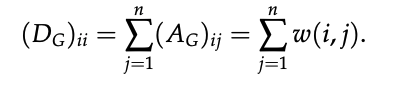 (D_G)_{ii} = \sum_{j=1}^{n} (A_G)_{ij} = \sum_{j=1}^{n} w(i, j).